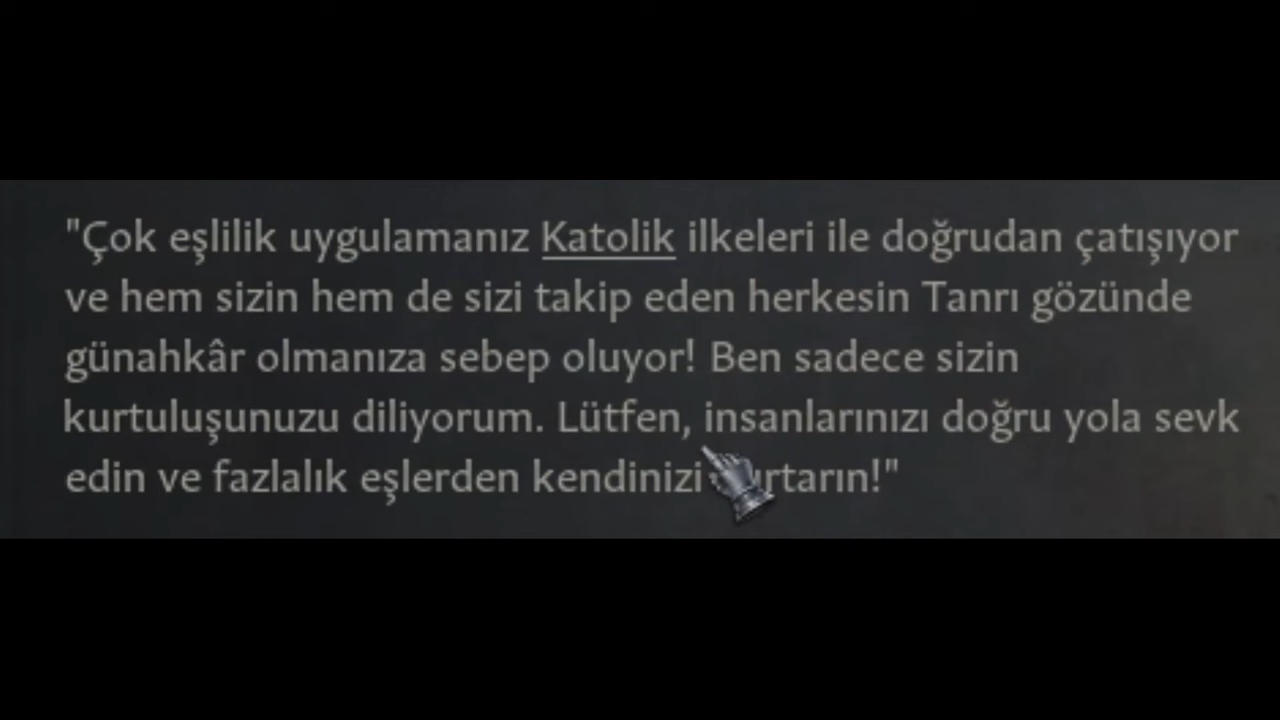 "Çok eşlilik uygulamanız Katolik ilkeleri ile doğrudan çatışıyor
ve hem sizin hem de sizi takip eden herkesin Tanrı gözünde
günahkâr olmanıza sebep oluyor! Ben sadece sizin
kurtuluşunuzu diliyorum. Lütfen, insanlarınızı doğru yola sevk
edin ve fazlalık eşlerden kendinizi